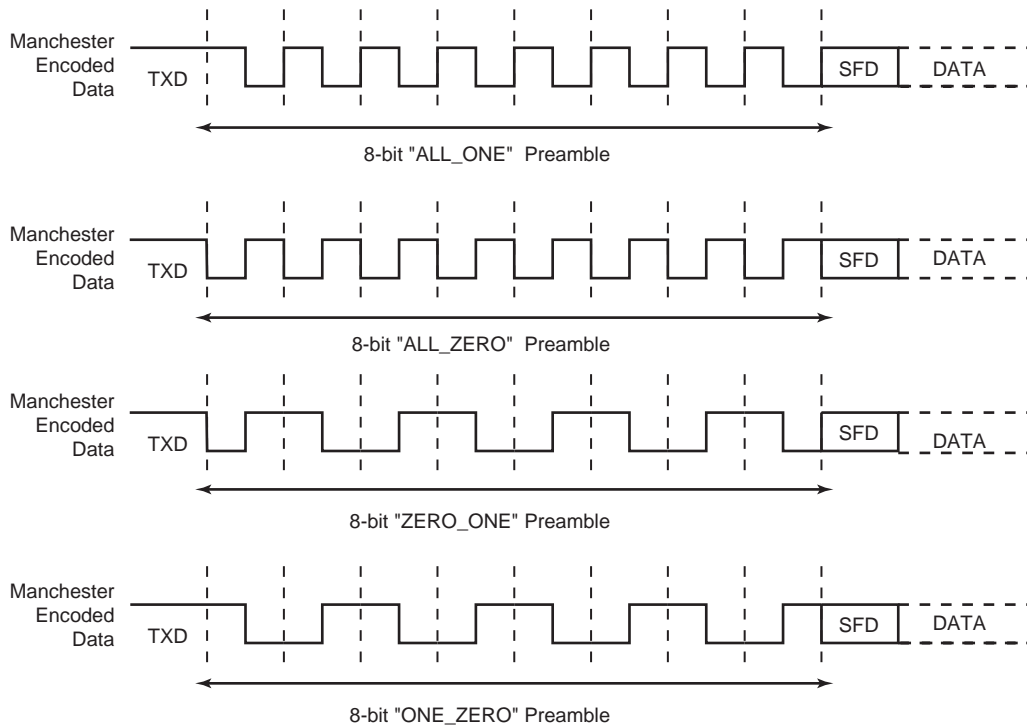 Manchester
Encoded
Data
TXD
SFD
DATA
8-bit "ALL_ONE" Preamble
Manchester
Encoded
Data
TXD
SFD
DATA
8-bit "ALL_ZERO" Preamble
Manchester
Encoded
Data
TXD
SFD
DATA
8-bit "ZERO_ONE" Preamble
Manchester
Encoded
Data
TXD
SFD
DATA
8-bit "ONE_ZERO" Preamble